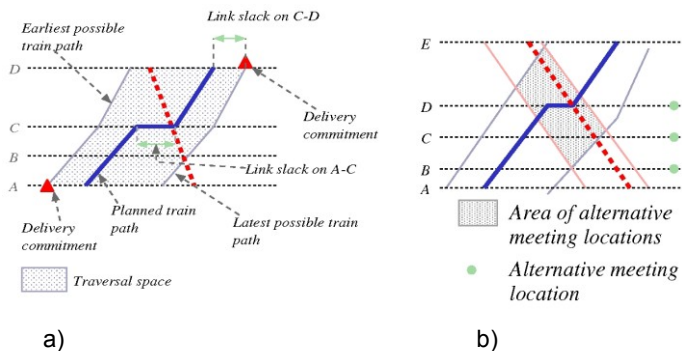 Earliest possible
train path
Link slack on C-D
D
C
B
A
Delivery
commitment
Link slack on A-C
Delivery
commitment
Planned train
path
Latest possible train
path
Traversal space
a)
E
D
C
B
A
Area of alternative
meeting locations
Alternative meeting
location
b)